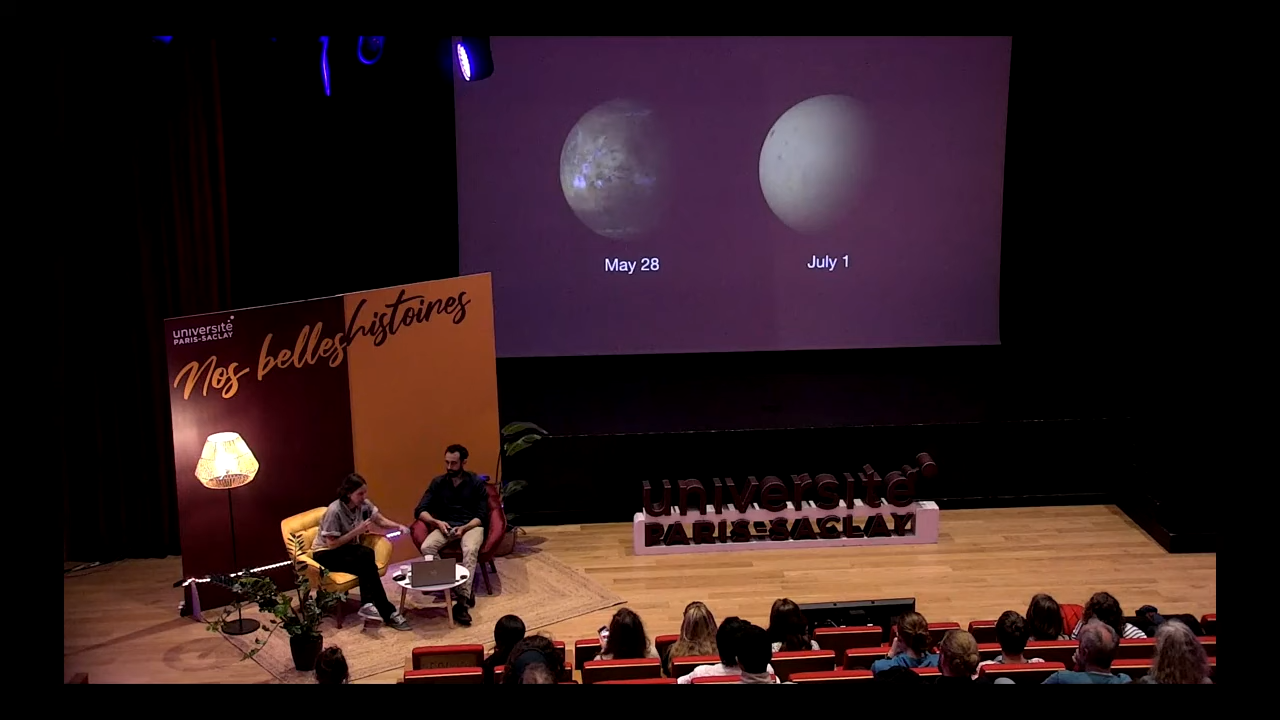 May 28
July 1
université
PARIS-SACLAY
Nos belles histoires
université
PARIS-SACLAY